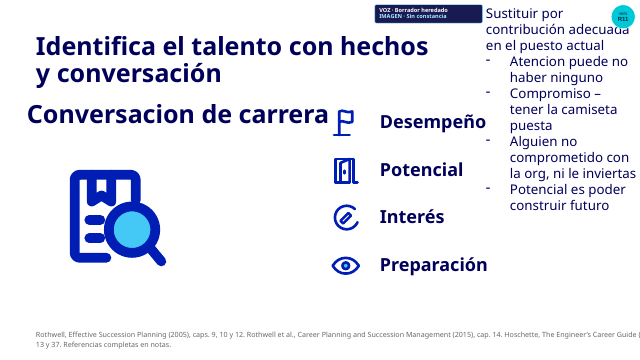 VOZ · Borrador heredado
IMAGEN · Sin constancia
R11
Identifica el talento con hechos
y conversación
Conversacion de carrera
Desempeño
Potencial
Interés
Preparación
Sustituir por
contribución adecuada
en el puesto actual
- Atencion puede no
haber ninguno
- Compromiso –
tener la camiseta
puesta
- Alguien no
comprometido con
la org, ni le inviertas
- Potencial es poder
construir futuro
Rothwell, Effective Succession Planning (2005), caps. 9, 10 y 12. Rothwell et al., Career Planning and Succession Management (2015), cap. 14. Hoschette, The Engineer's Career Guide (
13 y 37. Referencias completas en notas.